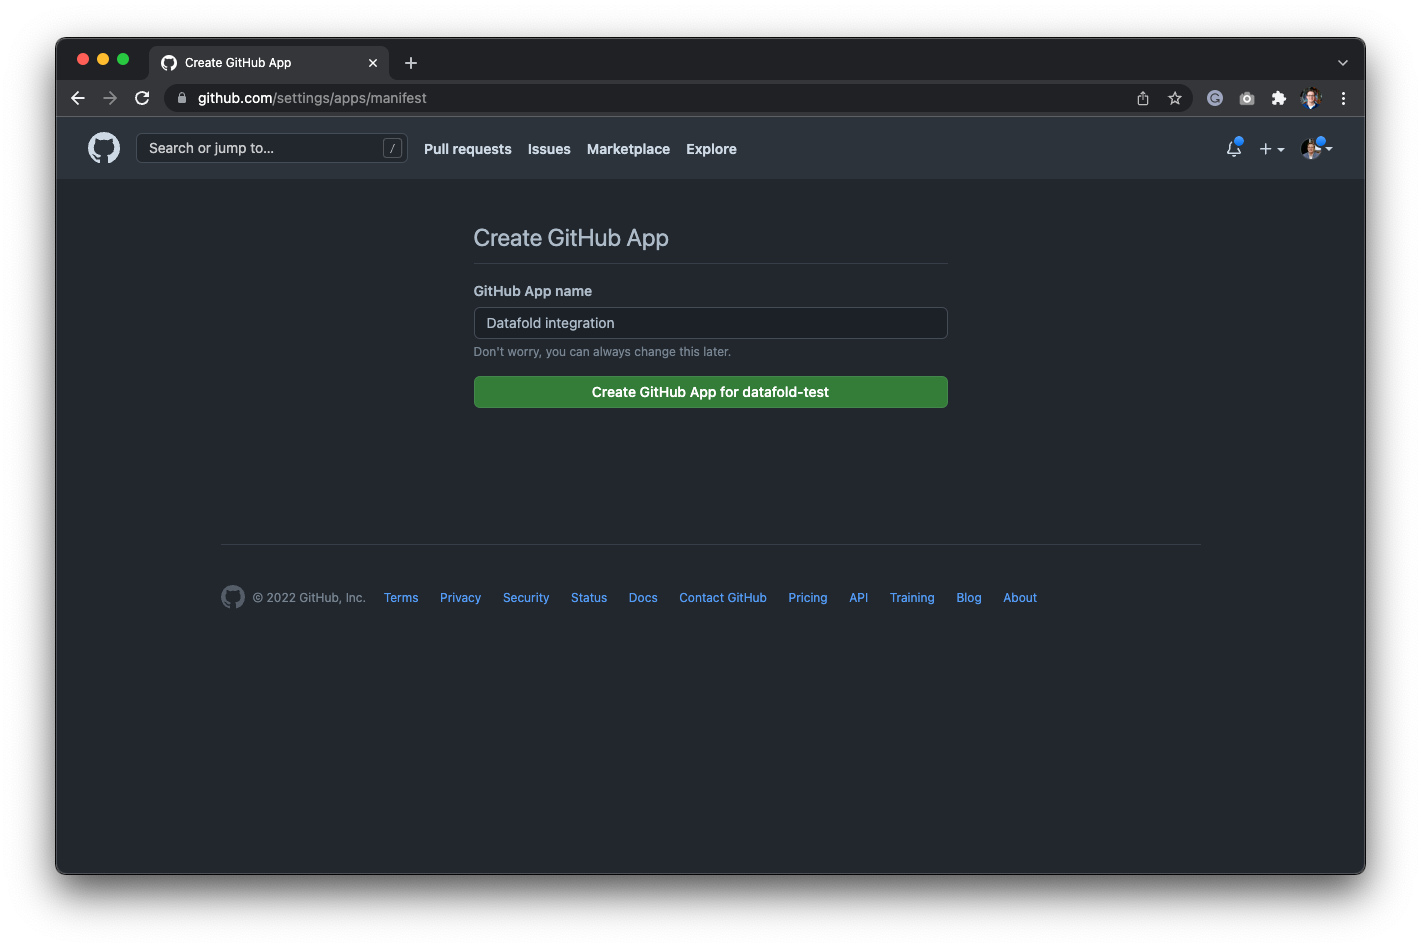 Create GitHub App
github.com/settings/apps/manifest
Search or jump to... / Pull requests Issues Marketplace Explore
Create GitHub App
GitHub App name
Datafold integration
Don't worry, you can always change this later.
Create GitHub App for datafold-test
© 2022 GitHub, Inc. Terms Privacy Security Status Docs Contact GitHub Pricing API Training Blog About